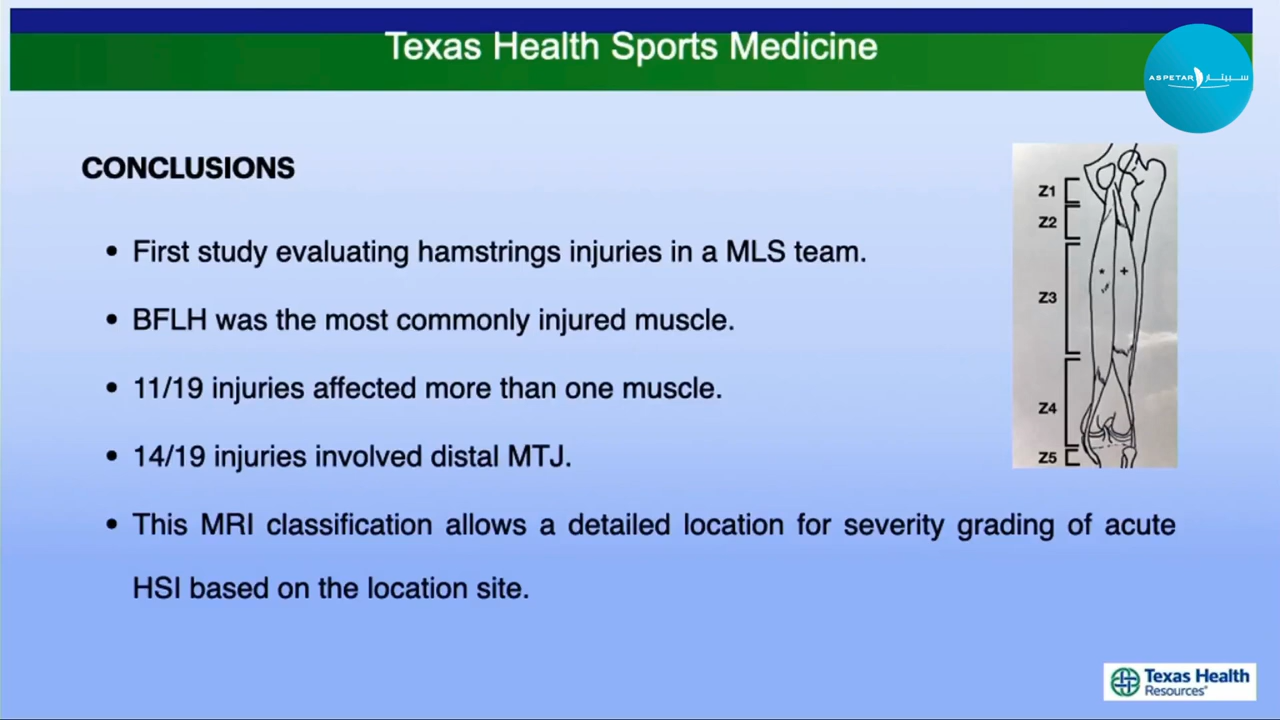 Texas Health Sports Medicine
ASPETAR سبيتار
CONCLUSIONS
• First study evaluating hamstrings injuries in a MLS team.
• BFLH was the most commonly injured muscle.
• 11/19 injuries affected more than one muscle.
• 14/19 injuries involved distal MTJ.
• This MRI classification allows a detailed location for severity grading of acute
HSI based on the location site.
Z1
Z2
Z3
Z4
Z5
Texas Health
Resources®